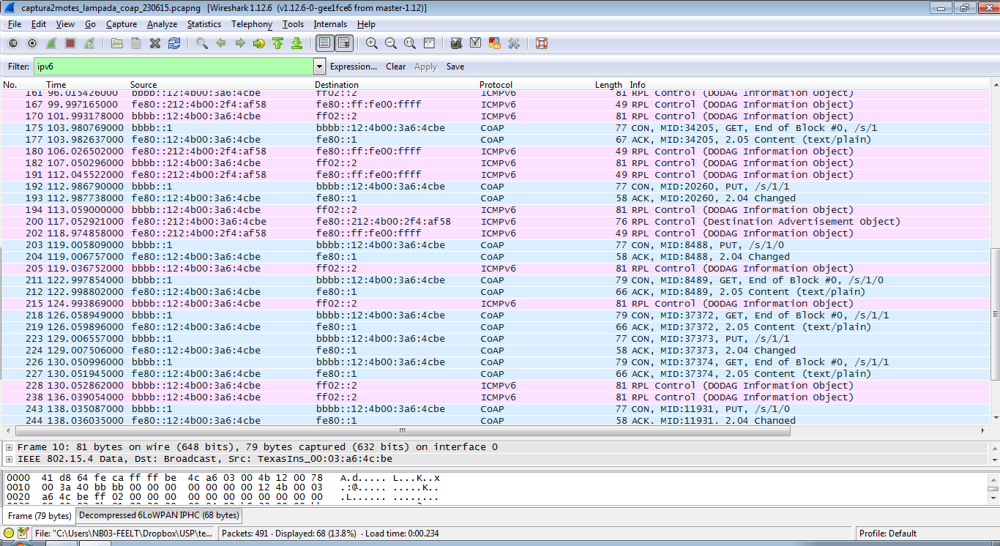 captura2motes_lampada_coap_230615.pcapng [Wireshark 1.12.6 (v1.12.6-0-gee1fce6 from master-1.12)]
File Edit View Go Capture Analyze Statistics Telephony Tools Internals Help
Filter: ipv6 Expression... Clear Apply Save
No. Time Source Destination Protocol Length Info
161 96.015426000 bbbb::12:4b00:3a6:4cbe ff02::2 ICMPv6 81 RPL Control (DODAG Information Object)
167 99.997165000 fe80::212:4b00:2f4:af58 fe80::ff:fe00:ffff ICMPv6 49 RPL Control (DODAG Information Object)
170 101.993178000 bbbb::12:4b00:3a6:4cbe ff02::2 ICMPv6 81 RPL Control (DODAG Information Object)
175 103.980769000 bbbb::1 bbbb::12:4b00:3a6:4cbe CoAP 77 CON, MID:34205, GET, End of Block #0, /s/1
177 103.982637000 fe80::12:4b00:3a6:4cbe fe80::1 CoAP 67 ACK, MID:34205, 2.05 Content (text/plain)
180 106.026502000 fe80::212:4b00:2f4:af58 fe80::ff:fe00:ffff ICMPv6 49 RPL Control (DODAG Information Object)
182 107.050296000 bbbb::12:4b00:3a6:4cbe ff02::2 ICMPv6 81 RPL Control (DODAG Information Object)
191 112.045522000 fe80::212:4b00:2f4:af58 fe80::ff:fe00:ffff ICMPv6 49 RPL Control (DODAG Information Object)
192 112.986790000 bbbb::1 bbbb::12:4b00:3a6:4cbe CoAP 77 CON, MID:20260, PUT, /s/1/1
193 112.987738000 fe80::12:4b00:3a6:4cbe fe80::1 CoAP 58 ACK, MID:20260, 2.04 Changed
194 113.059000000 bbbb::12:4b00:3a6:4cbe ff02::2 ICMPv6 81 RPL Control (DODAG Information Object)
200 117.052921000 fe80::212:4b00:3a6:4cbe fe80::212:4b00:2f4:af58 ICMPv6 76 RPL Control (Destination Advertisement Object)
202 118.974858000 fe80::212:4b00:2f4:af58 fe80::ff:fe00:ffff ICMPv6 49 RPL Control (DODAG Information Object)
203 119.005809000 bbbb::1 bbbb::12:4b00:3a6:4cbe CoAP 77 CON, MID:8488, PUT, /s/1/0
204 119.006757000 fe80::12:4b00:3a6:4cbe fe80::1 CoAP 58 ACK, MID:8488, 2.04 Changed
205 119.036752000 bbbb::12:4b00:3a6:4cbe ff02::2 ICMPv6 81 RPL Control (DODAG Information Object)
211 122.997854000 bbbb::1 bbbb::12:4b00:3a6:4cbe CoAP 79 CON, MID:8489, GET, End of Block #0, /s/1/0
212 122.998802000 fe80::12:4b00:3a6:4cbe fe80::1 CoAP 66 ACK, MID:8489, 2.05 Content (text/plain)
215 124.993869000 bbbb::12:4b00:3a6:4cbe ff02::2 ICMPv6 81 RPL Control (DODAG Information Object)
218 126.058949000 bbbb::1 bbbb::12:4b00:3a6:4cbe CoAP 79 CON, MID:37372, GET, End of Block #0, /s/1/1
219 126.059896000 fe80::12:4b00:3a6:4cbe fe80::1 CoAP 66 ACK, MID:37372, 2.05 Content (text/plain)
223 129.006557000 bbbb::1 bbbb::12:4b00:3a6:4cbe CoAP 77 CON, MID:37373, PUT, /s/1/1
224 129.007506000 fe80::12:4b00:3a6:4cbe fe80::1 CoAP 58 ACK, MID:37373, 2.04 Changed
226 130.050996000 bbbb::1 bbbb::12:4b00:3a6:4cbe CoAP 79 CON, MID:37374, GET, End of Block #0, /s/1/1
227 130.051945000 fe80::12:4b00:3a6:4cbe fe80::1 CoAP 66 ACK, MID:37374, 2.05 Content (text/plain)
228 130.052862000 bbbb::12:4b00:3a6:4cbe ff02::2 ICMPv6 81 RPL Control (DODAG Information Object)
238 136.039054000 bbbb::12:4b00:3a6:4cbe ff02::2 ICMPv6 81 RPL Control (DODAG Information Object)
243 138.035087000 bbbb::1 bbbb::12:4b00:3a6:4cbe CoAP 77 CON, MID:11931, PUT, /s/1/0
244 138.036035000 fe80::12:4b00:3a6:4cbe fe80::1 CoAP 58 ACK, MID:11931, 2.04 Changed
Frame 10: 81 bytes on wire (648 bits), 79 bytes captured (632 bits) on interface 0
IEEE 802.15.4 Data, Dst: Broadcast, Src: TexasIns_00:03:a6:4c:be
0000 41 d8 64 fe ca ff ff be 4c a6 03 00 4b 12 00 78 A.d..... L...K..x
0010 00 3a 40 bb bb 00 00 00 00 00 00 00 12 4b 00 03 .:@..... .....K..
0020 a6 4c be ff 02 00 00 00 00 00 00 00 00 00 00 00 .L...... ........
Frame (79 bytes) Decompressed 6LoWPAN IPHC (68 bytes)
File: "C:\Users\NB03-FEELT\Dropbox\USP\te... Packets: 491 · Displayed: 68 (13.8%) · Load time: 0:00.234 Profile: Default